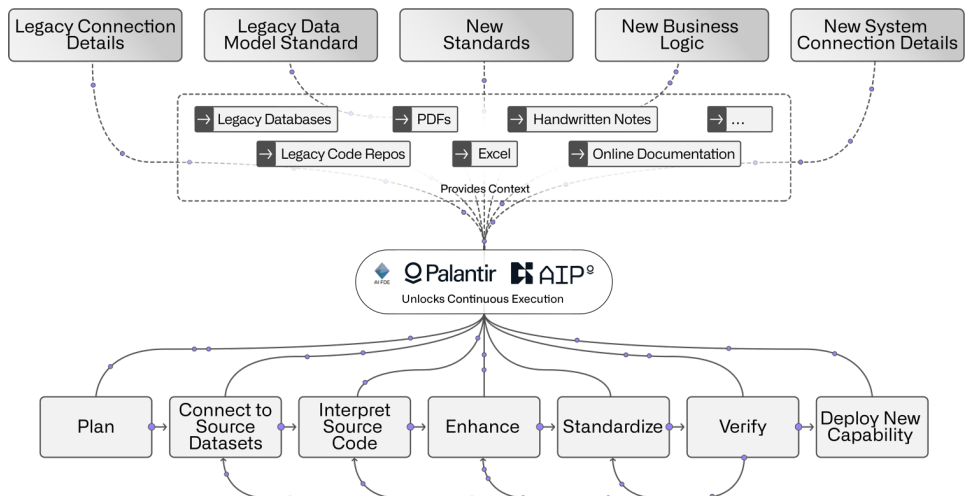 Legacy Connection
Details
Legacy Data
Model Standard
New
Standards
New Business
Logic
New System
Connection Details
Legacy Databases
PDFs
Handwritten Notes
...
Legacy Code Repos
Excel
Online Documentation
Provides Context
AI FDE
Palantir
AIP
Unlocks Continuous Execution
Plan
Connect to
Source
Datasets
Interpret
Source
Code
Enhance
Standardize
Verify
Deploy New
Capability